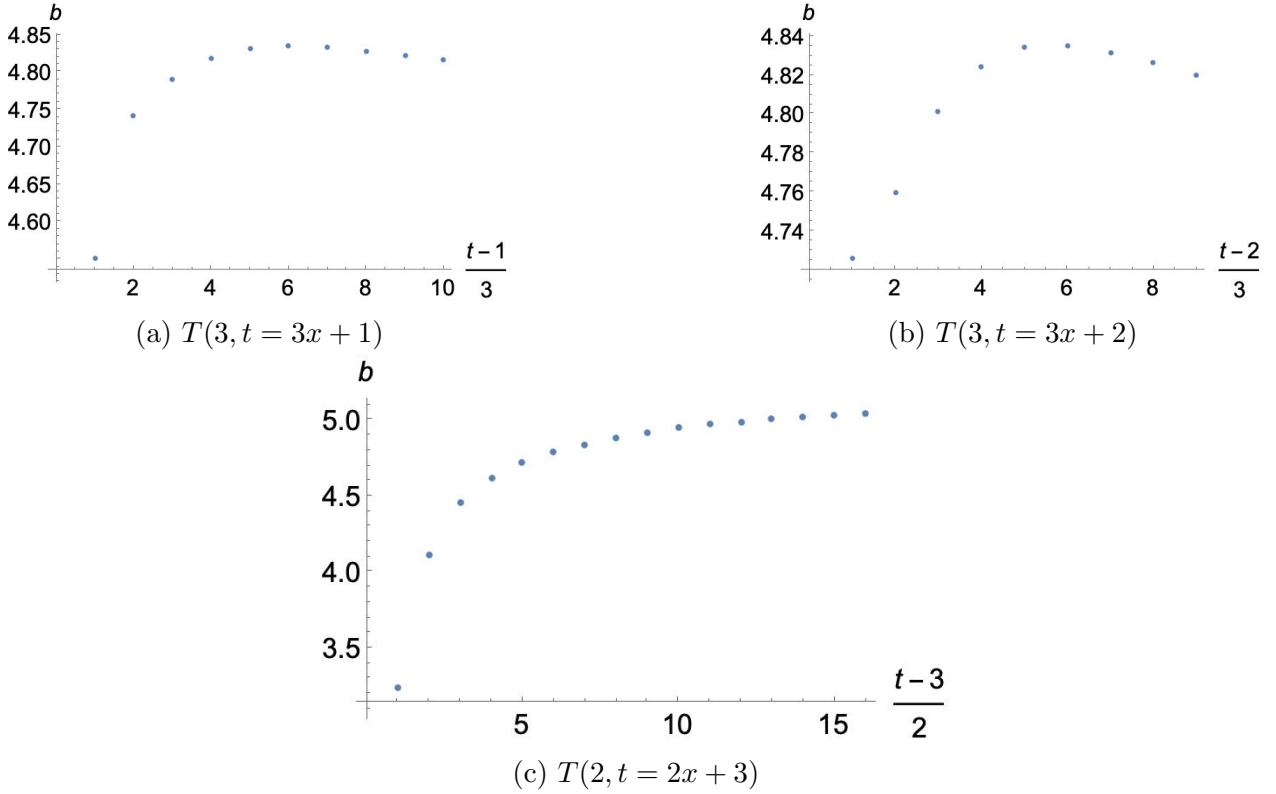 b
4.85
4.80
4.75
4.70
4.65
4.60
2 4 6 8 10
t – 1
3
(a) T(3, t = 3x + 1)
b
4.84
4.82
4.80
4.78
4.76
4.74
2 4 6 8
t – 2
3
(b) T(3, t = 3x + 2)
b
5.0
4.5
4.0
3.5
5 10 15
t – 3
2
(c) T(2, t = 2x + 3)